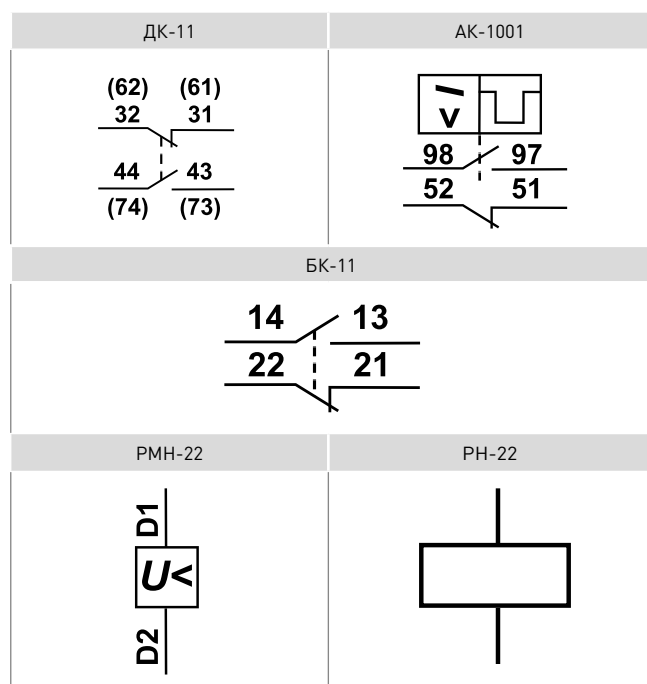 ДК-11
АК-1001
(62) (61)
32 31
44 43
(74) (73)
I >
98 97
52 51
БК-11
14 13
22 21
РМН-22
РН-22
D1
U<
D2